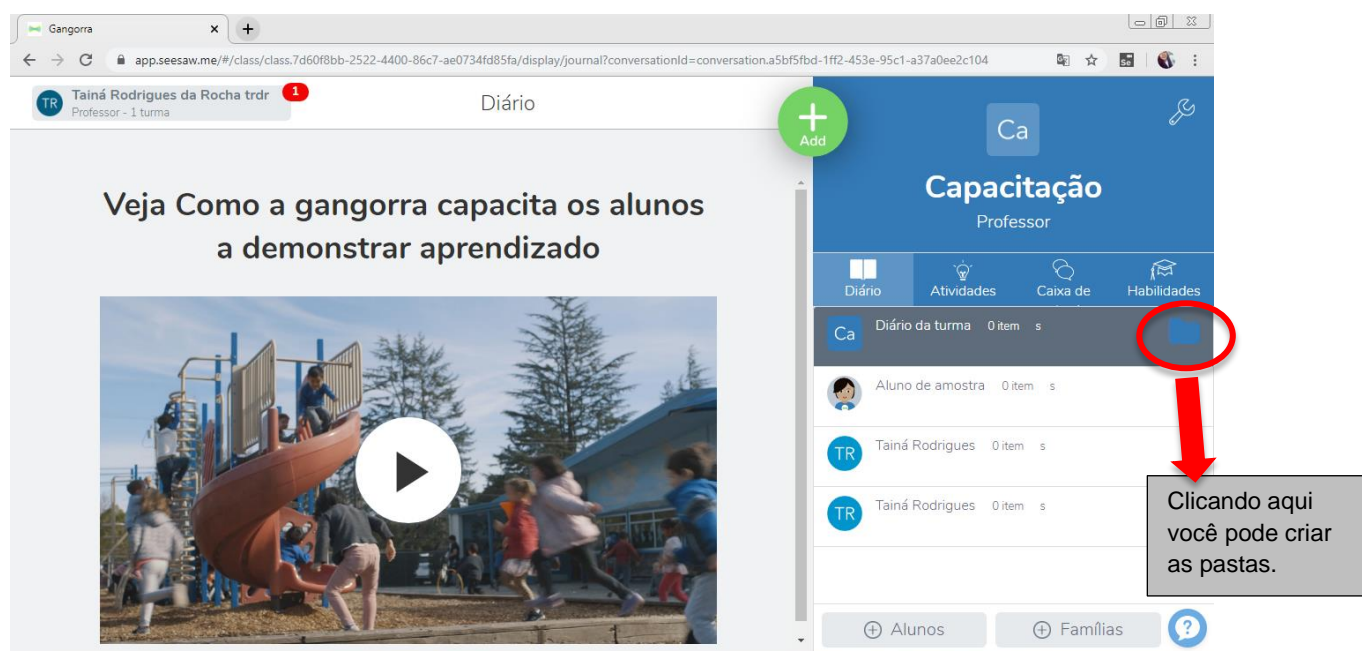 Gangorra
app.seesaw.me/#/class/class.7d60f8bb-2522-4400-86c7-ae0734fd85fa/display/journal?conversationId=conversation.a5bf5fbd-1ff2-453e-95c1-a37a0ee2c104
Se
TR
Tainá Rodrigues da Rocha trdr
1
Professor - 1 turma
Diário
Add
Ca
Capacitação
Professor
Veja Como a gangorra capacita os alunos
a demonstrar aprendizado
Diário
Atividades
Caixa de
Habilidades
Ca
Diário da turma 0 item s
Aluno de amostra 0 item s
TR
Tainá Rodrigues 0 item s
TR
Tainá Rodrigues 0 item s
Clicando aqui
você pode criar
as pastas.
Alunos
Famílias
?